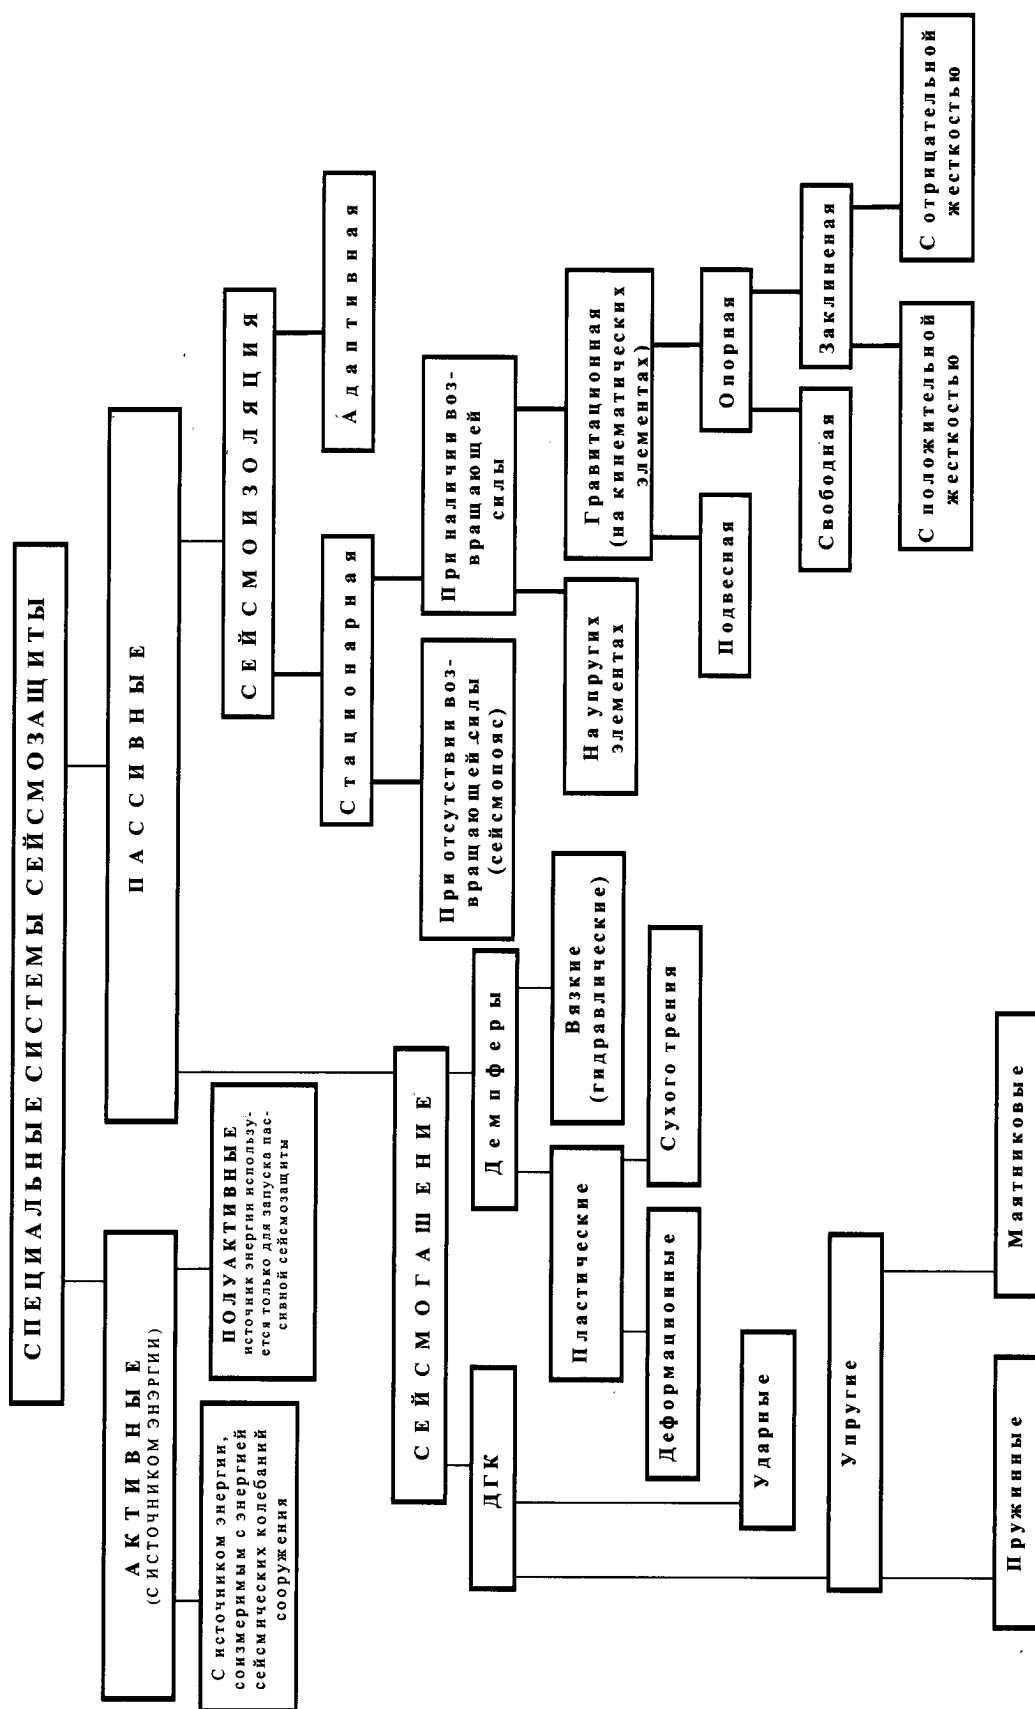 СПЕЦИАЛЬНЫЕ СИСТЕМЫ СЕЙСМОЗАЩИТЫ
АКТИВНЫЕ
(С ИСТОЧНИКОМ ЭНЭРГИИ)
ПАССИВНЫЕ
С источником энергии,
соизмеримым с энергией
сейсмических колебаний
сооружения
ПОЛУАКТИВНЫЕ
источник энергии использу-
ется только для запуска пас-
сивной сейсмозащиты
СЕЙСМОИЗОЛЯЦИЯ
Стационарная
Адаптивная
СЕЙСМОГАШЕНИЕ
При отсутствии воз-
вращающей силы
(сейсмопояс)
При наличии воз-
вращающей
силы
ДГК
Демпферы
Пластические
Вязкие
(гидравлические)
На упругих
элементах
Гравитационная
(на кинематических
элементах)
Деформационные
Сухого трения
Подвесная
Опорная
Ударные
Свободная
Заклиненая
Упругие
С положительной
жесткостью
С отрицательной
жесткостью
Пружинные
Маятниковые